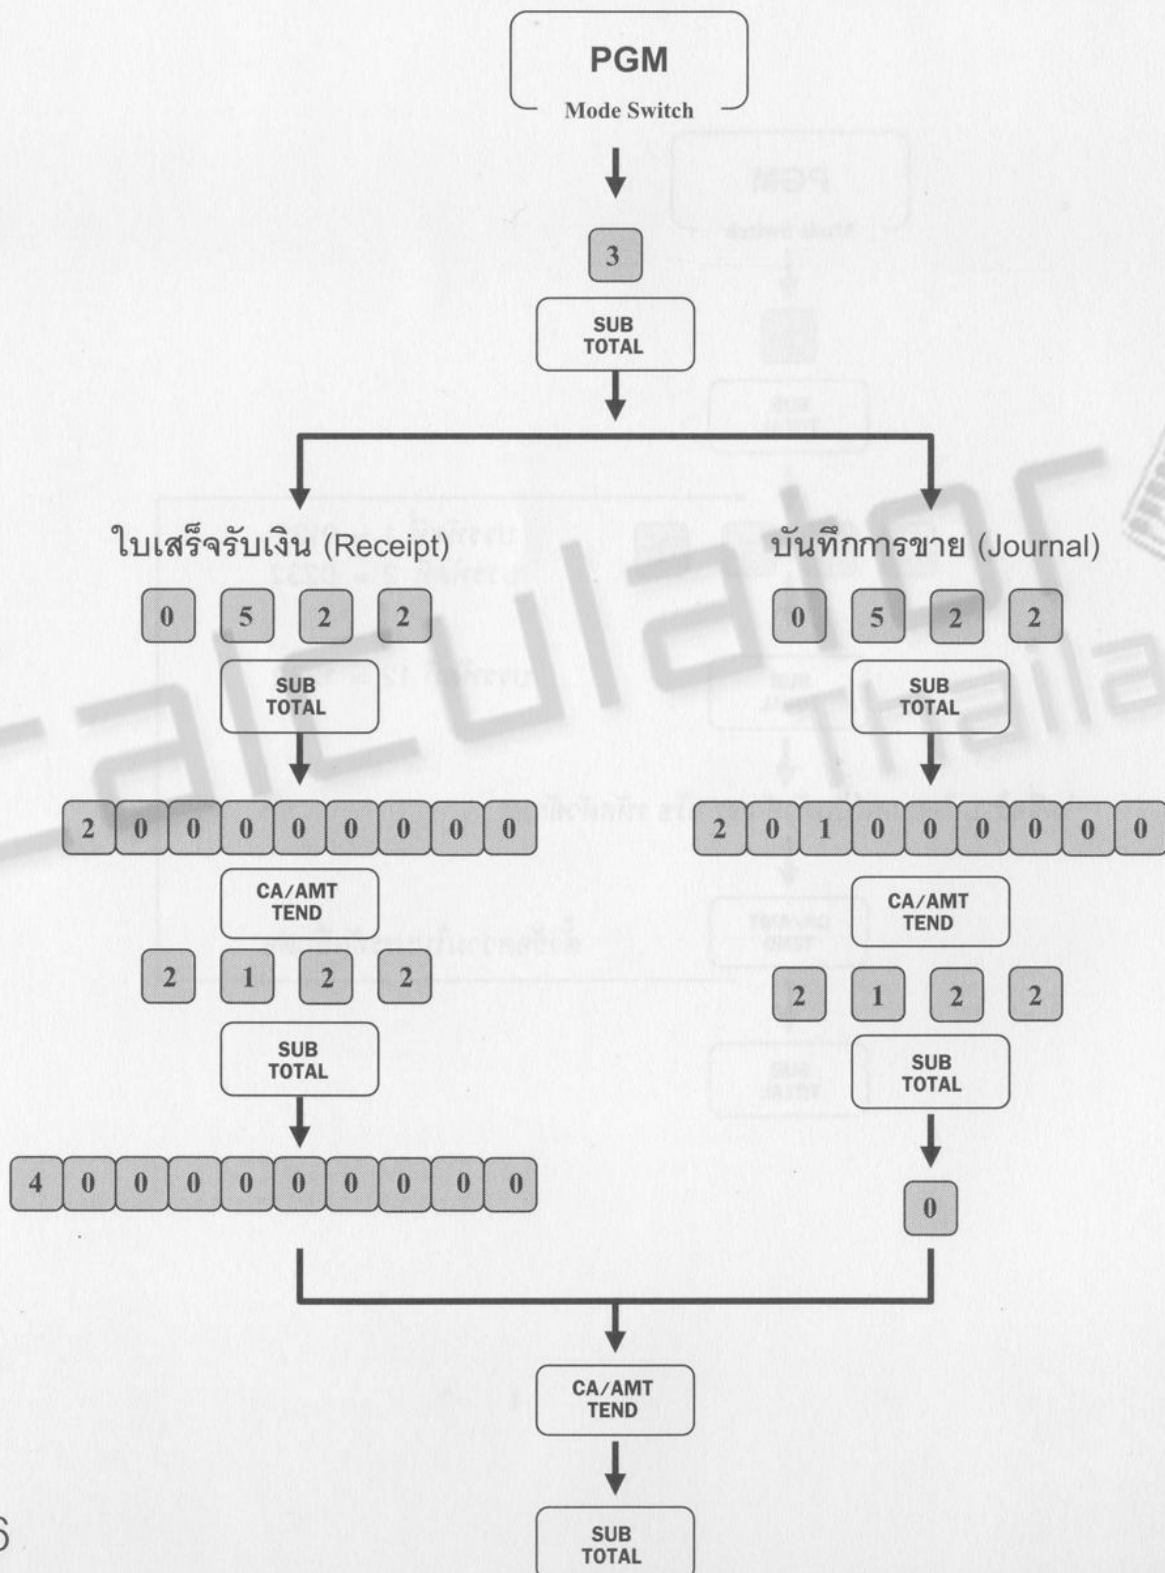 PGM
Mode Switch
3
SUB
TOTAL
ใบเสร็จรับเงิน (Receipt)
0 5 2 2
SUB
TOTAL
2 0 0 0 0 0 0 0 0
CA/AMT
TEND
2 1 2 2
SUB
TOTAL
4 0 0 0 0 0 0 0 0 0
บันทึกการขาย (Journal)
0 5 2 2
SUB
TOTAL
2 0 1 0 0 0 0 0 0
CA/AMT
TEND
2 1 2 2
SUB
TOTAL
0
CA/AMT
TEND
SUB
TOTAL
6
Calculator
Thaila